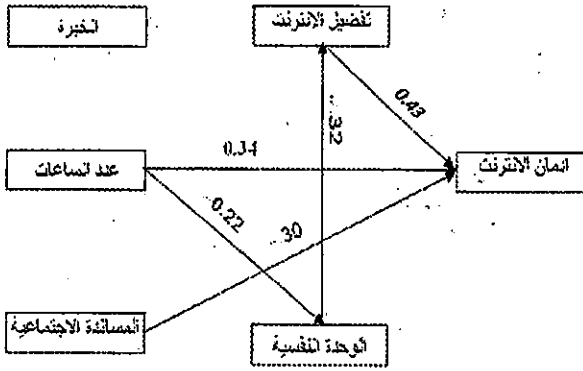 الخبرة
تفضيل الانترنت
0.43
.32
0.34
عدد الساعات
ادمان الانترنت
0.22
.30
المساندة الاجتماعية
الوحدة النفسية